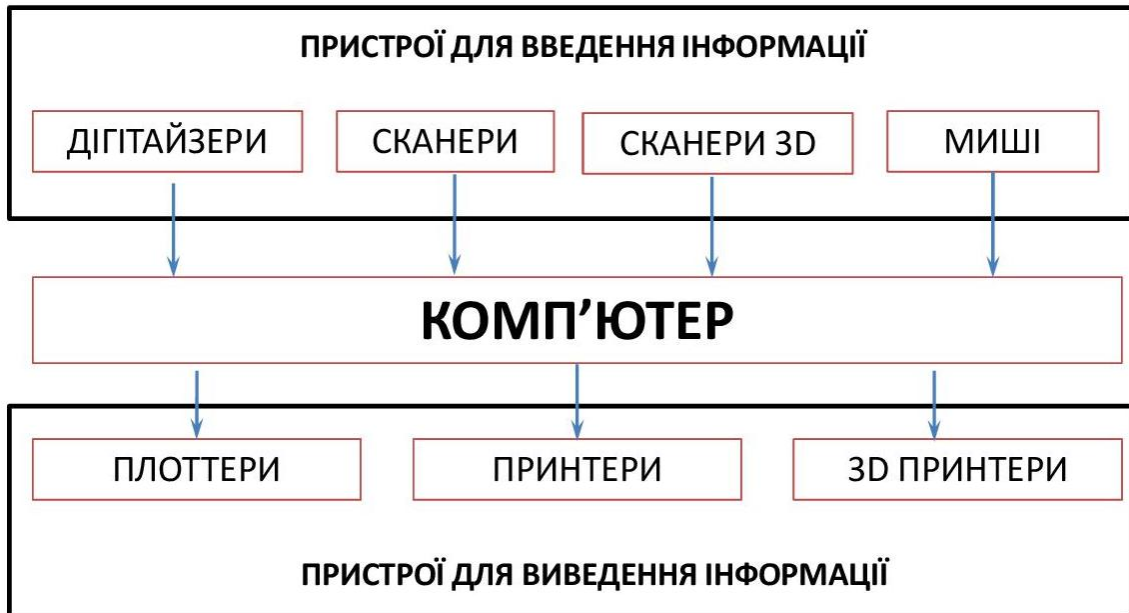 ПРИСТРОЇ ДЛЯ ВВЕДЕННЯ ІНФОРМАЦІЇ
ДІГІТАЙЗЕРИ
СКАНЕРИ
СКАНЕРИ 3D
МИШІ
КОМП’ЮТЕР
ПЛОТТЕРИ
ПРИНТЕРИ
3D ПРИНТЕРИ
ПРИСТРОЇ ДЛЯ ВИВЕДЕННЯ ІНФОРМАЦІЇ